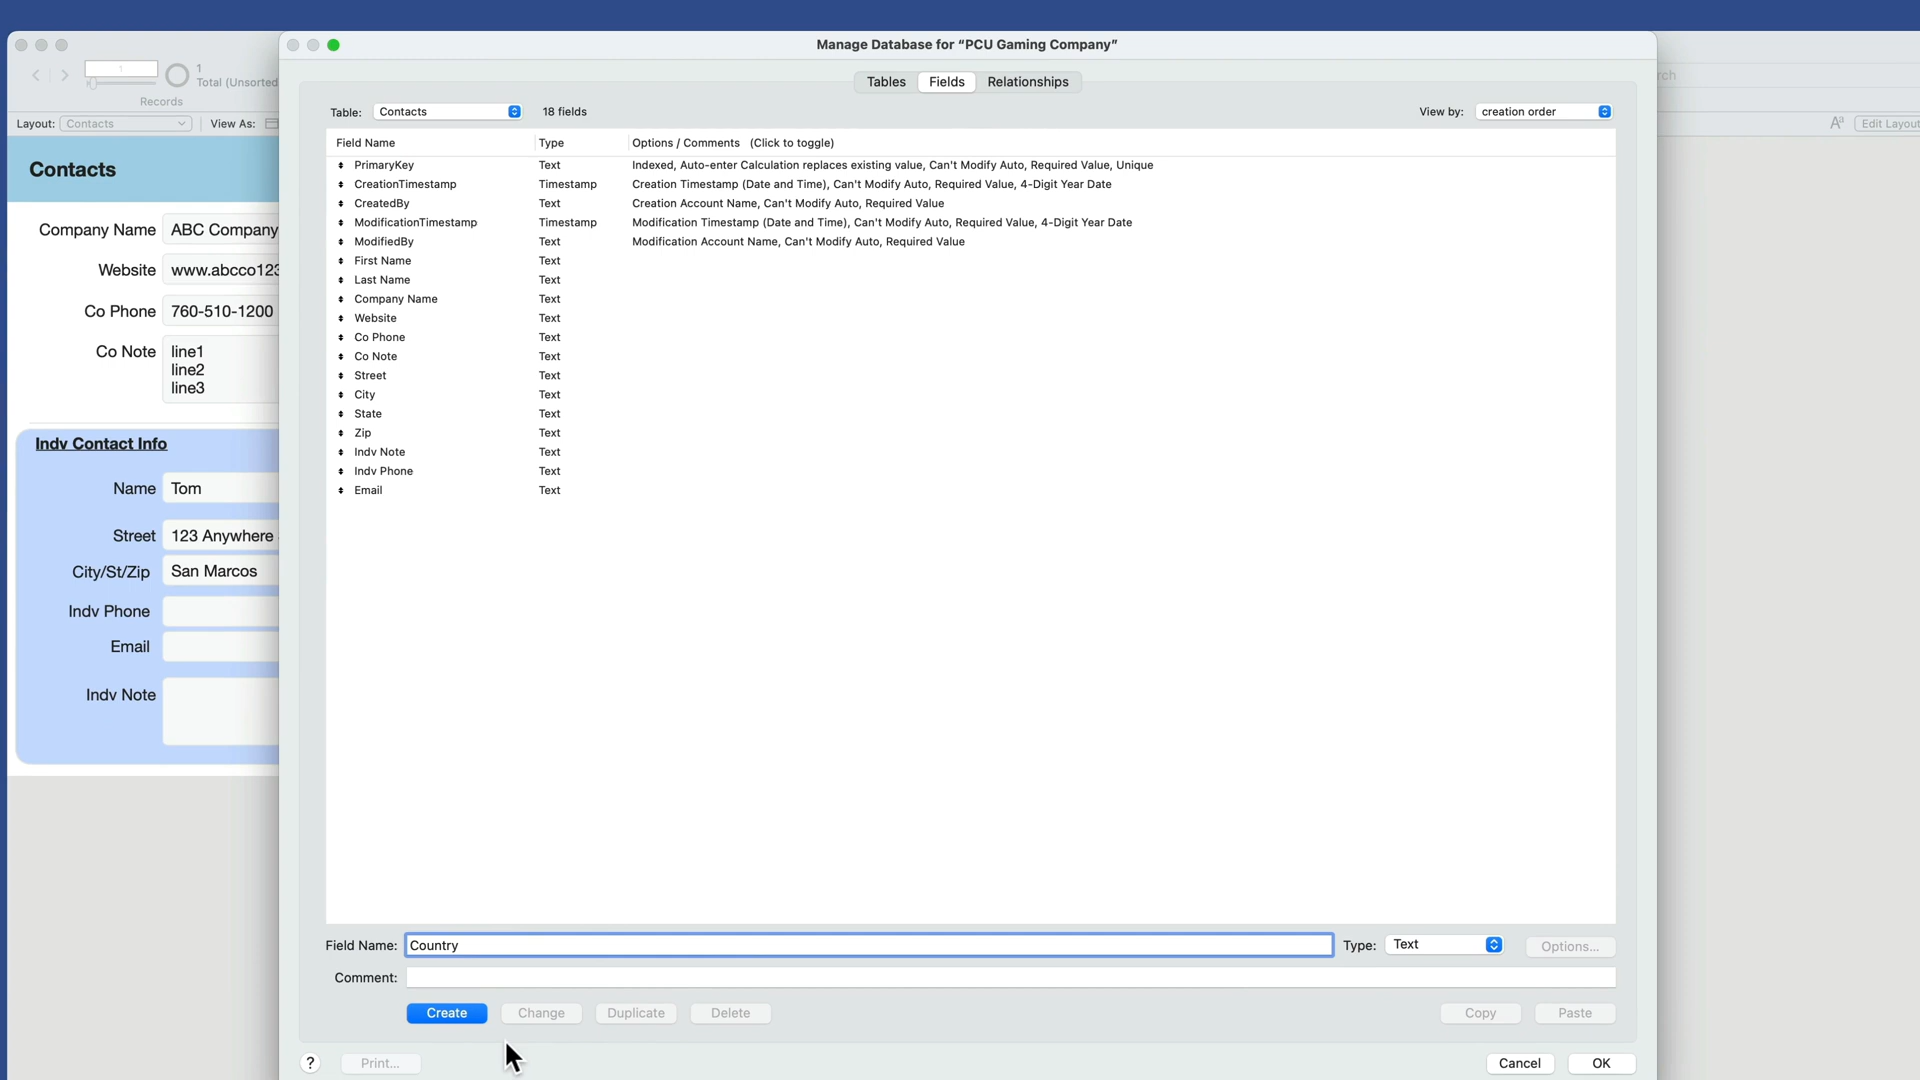 Manage Database for “PCU Gaming Company”
Tables Fields Relationships
Table: Contacts 18 fields View by: creation order
Field Name Type Options / Comments (Click to toggle)
PrimaryKey Text Indexed, Auto-enter Calculation replaces existing value, Can't Modify Auto, Required Value, Unique
CreationTimestamp Timestamp Creation Timestamp (Date and Time), Can't Modify Auto, Required Value, 4-Digit Year Date
CreatedBy Text Creation Account Name, Can't Modify Auto, Required Value
ModificationTimestamp Timestamp Modification Timestamp (Date and Time), Can't Modify Auto, Required Value, 4-Digit Year Date
ModifiedBy Text Modification Account Name, Can't Modify Auto, Required Value
First Name Text
Last Name Text
Company Name Text
Website Text
Co Phone Text
Co Note Text
Street Text
City Text
State Text
Zip Text
Indv Note Text
Indv Phone Text
Email Text
Field Name: Country Type: Text Options...
Comment:
Create Change Duplicate Delete Copy Paste
? Print... Cancel OK
1
1
Total (Unsorted
Records
Layout: Contacts View As:
Contacts
Company Name ABC Company
Website www.abcco123
Co Phone 760-510-1200
Co Note line1
line2
line3
Indv Contact Info
Name Tom
Street 123 Anywhere
City/St/Zip San Marcos
Indv Phone
Email
Indv Note
rch
Aª Edit Layout